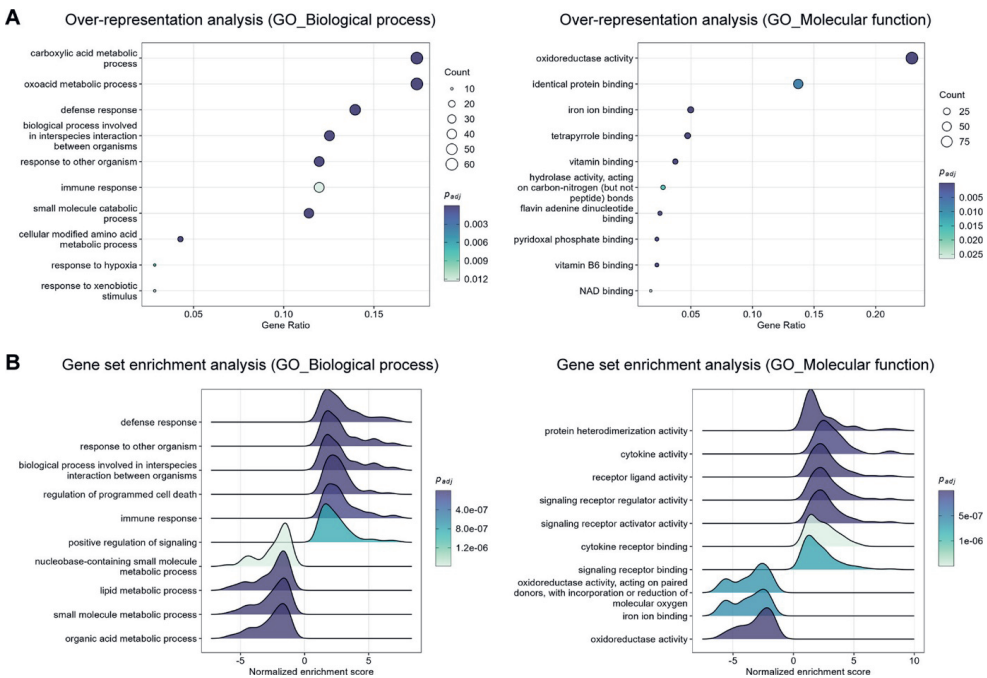 A
Over-representation analysis (GO_Biological process)
carboxylic acid metabolic
process
oxoacid metabolic process
defense response
biological process involved
in interspecies interaction
between organisms
response to other organism
immune response
small molecule catabolic
process
cellular modified amino acid
metabolic process
response to hypoxia
response to xenobiotic
stimulus
0.05 0.10 0.15
Gene Ratio
Count
10
20
30
40
50
60
Padj
0.003
0.006
0.009
0.012
Over-representation analysis (GO_Molecular function)
oxidoreductase activity
identical protein binding
iron ion binding
tetrapyrrole binding
vitamin binding
hydrolase activity, acting
on carbon-nitrogen (but not
peptide) bonds
flavin adenine dinucleotide
binding
pyridoxal phosphate binding
vitamin B6 binding
NAD binding
0.05 0.10 0.15 0.20
Gene Ratio
Count
25
50
75
Padj
0.005
0.010
0.015
0.020
0.025
B
Gene set enrichment analysis (GO_Biological process)
defense response
response to other organism
biological process involved in interspecies
interaction between organisms
regulation of programmed cell death
immune response
positive regulation of signaling
nucleobase-containing small molecule
metabolic process
lipid metabolic process
small molecule metabolic process
organic acid metabolic process
-5 0 5
Normalized enrichment score
Padj
4.0e-07
8.0e-07
1.2e-06
Gene set enrichment analysis (GO_Molecular function)
protein heterodimerization activity
cytokine activity
receptor ligand activity
signaling receptor regulator activity
signaling receptor activator activity
cytokine receptor binding
signaling receptor binding
oxidoreductase activity, acting on paired
donors, with incorporation or reduction of
molecular oxygen
iron ion binding
oxidoreductase activity
-5 0 5 10
Normalized enrichment score
Padj
5e-07
1e-06